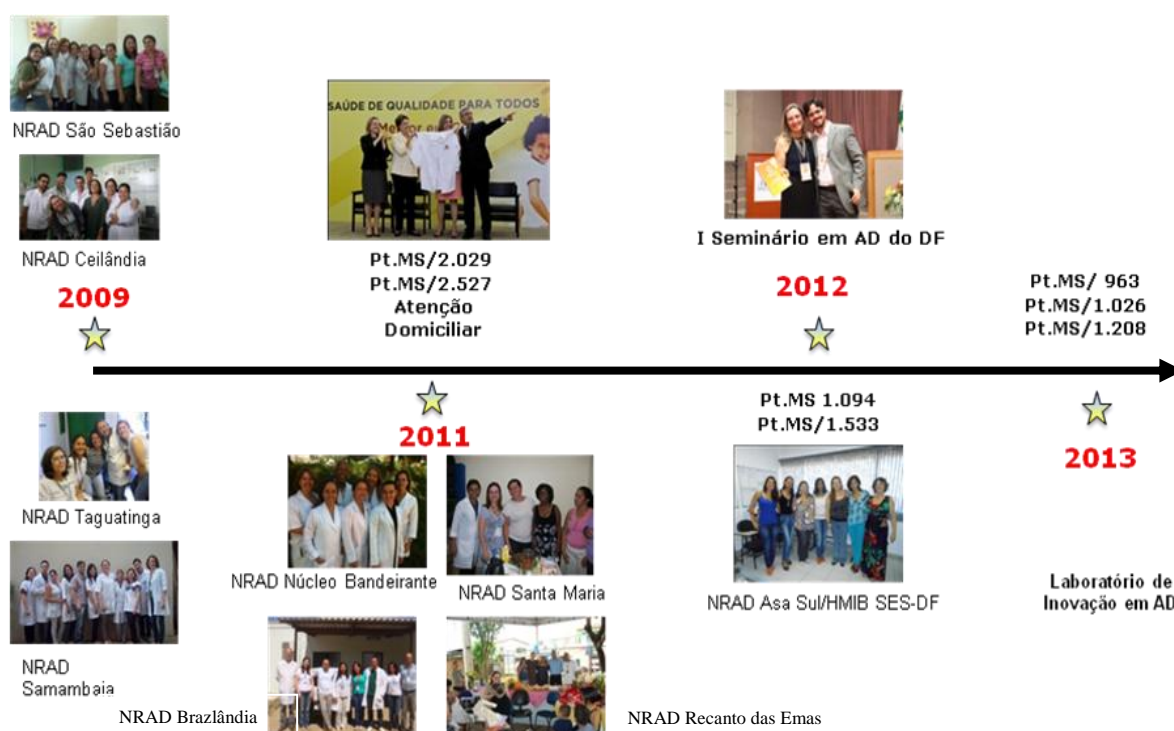 NRAD São Sebastião
NRAD Ceilândia
2009
SAÚDE DE QUALIDADE PARA TODOS
Pt.MS/2.029
Pt.MS/2.527
Atenção
Domiciliar
I Seminário em AD do DF
2012
Pt.MS/ 963
Pt.MS/1.026
Pt.MS/1.208
NRAD Taguatinga
NRAD
Samambaia
2011
NRAD Núcleo Bandeirante
NRAD Santa Maria
NRAD Brazlândia
NRAD Recanto das Emas
Pt.MS 1.094
Pt.MS/1.533
NRAD Asa Sul/HMIB SES-DF
2013
Laboratório de
Inovação em AD